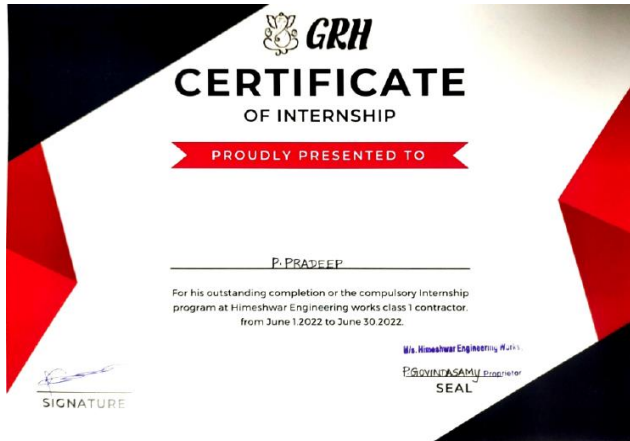 GRH
CERTIFICATE
OF INTERNSHIP
PROUDLY PRESENTED TO
P. PRADEEP
For his outstanding completion or the compulsory Internship
program at Himeshwar Engineering works class 1 contractor.
from June 1.2022 to June 30.2022.
M/s. Himeshwar Engineering Works.
P.GOVINDASAMY Proprietor
SIGNATURE
SEAL